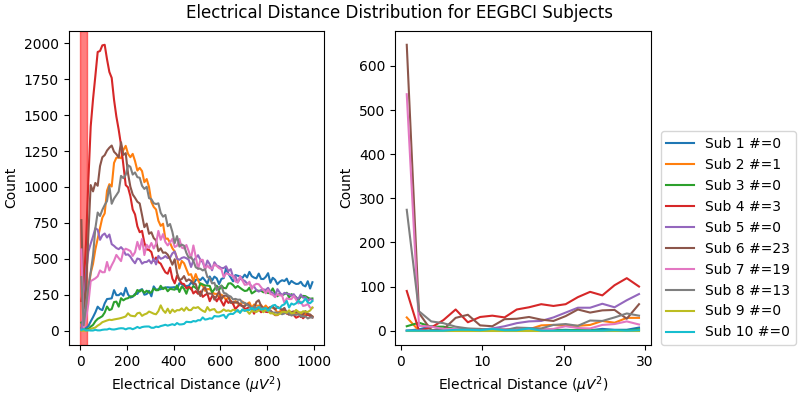 Electrical Distance Distribution for EEGBCI Subjects
Count
2000
1750
1500
1250
1000
750
500
250
0
0 200 400 600 800 1000
Electrical Distance (μV²)
Count
600
500
400
300
200
100
0
0 10 20 30
Electrical Distance (μV²)
Sub 1 #=0
Sub 2 #=1
Sub 3 #=0
Sub 4 #=3
Sub 5 #=0
Sub 6 #=23
Sub 7 #=19
Sub 8 #=13
Sub 9 #=0
Sub 10 #=0